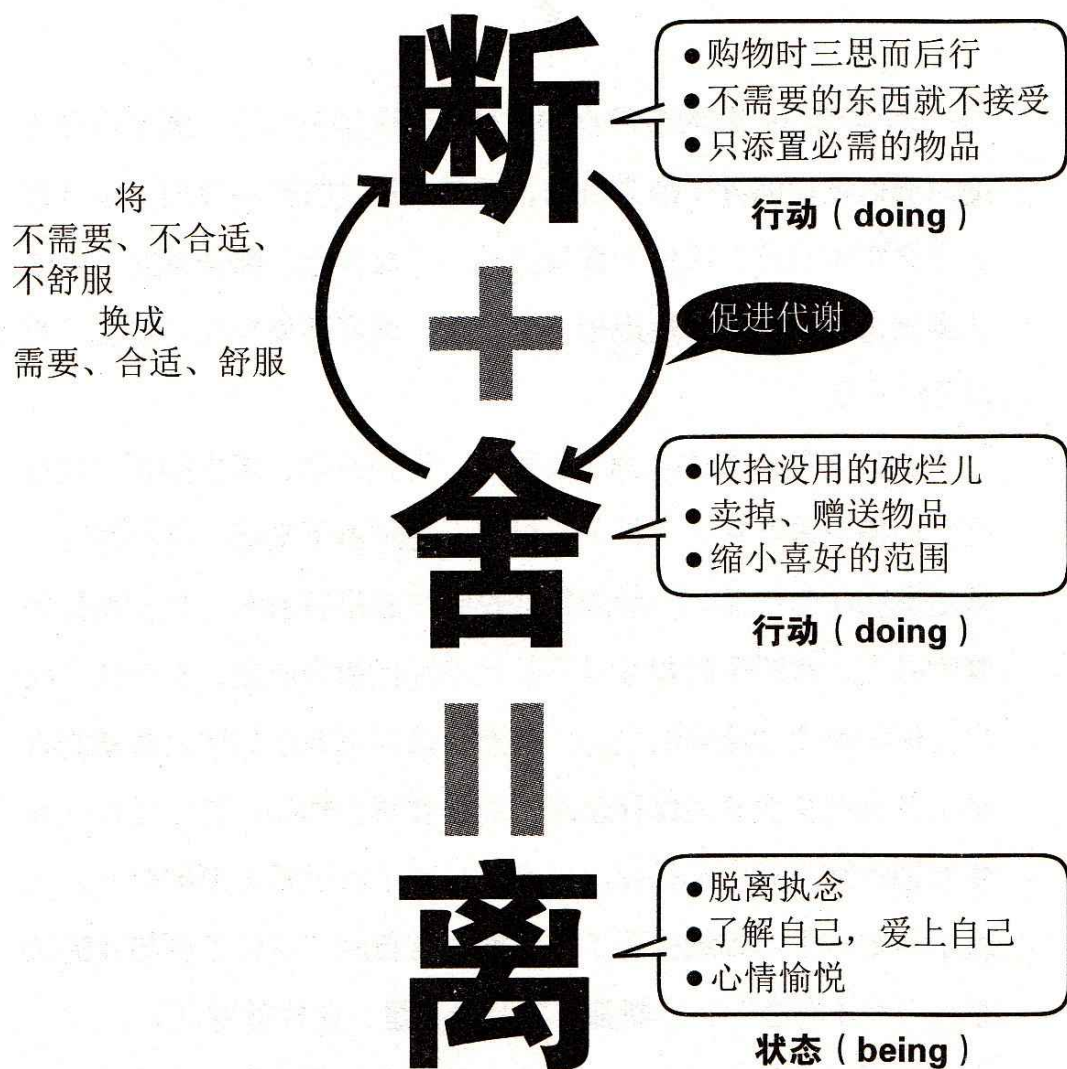 断
●购物时三思而后行
●不需要的东西就不接受
●只添置必需的物品
行动（doing）
将
不需要、不合适、
不舒服
换成
需要、合适、舒服
+
促进代谢
舍
●收拾没用的破烂儿
●卖掉、赠送物品
●缩小喜好的范围
行动（doing）
=
离
●脱离执念
●了解自己，爱上自己
●心情愉悦
状态（being）